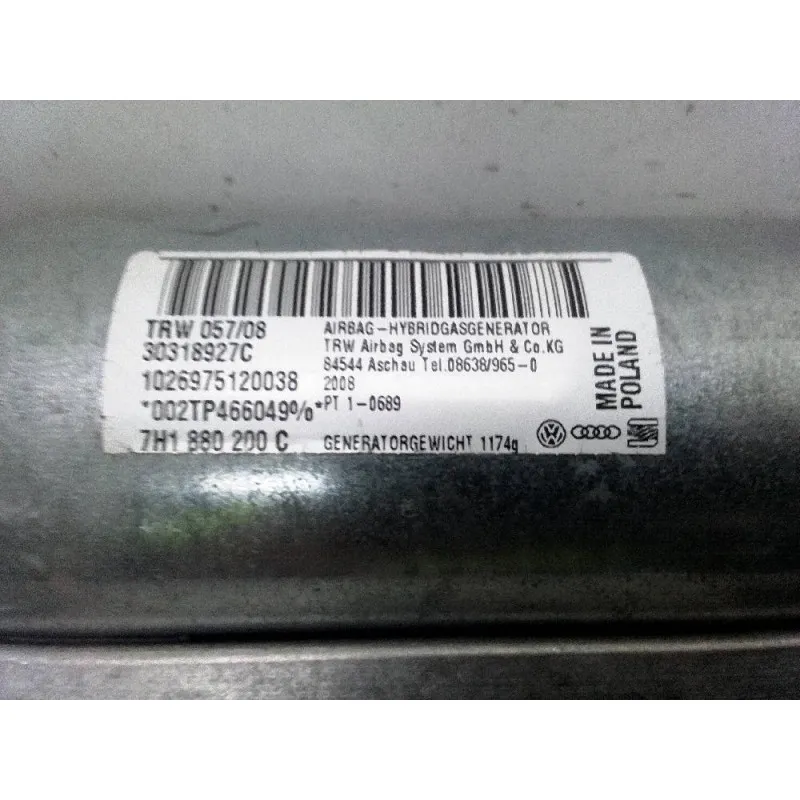 TRW 057/08
30318927C
1026975120038
*002TP466049%*
7H1 880 200 C
AIRBAG-HYBRIDGASGENERATOR
TRW Airbag System GmbH & Co.KG
84544 Aschau Tel.08638/965-0
2008
PT 1-0689
GENERATORGEWICHT 1174g
MADE IN
POLAND